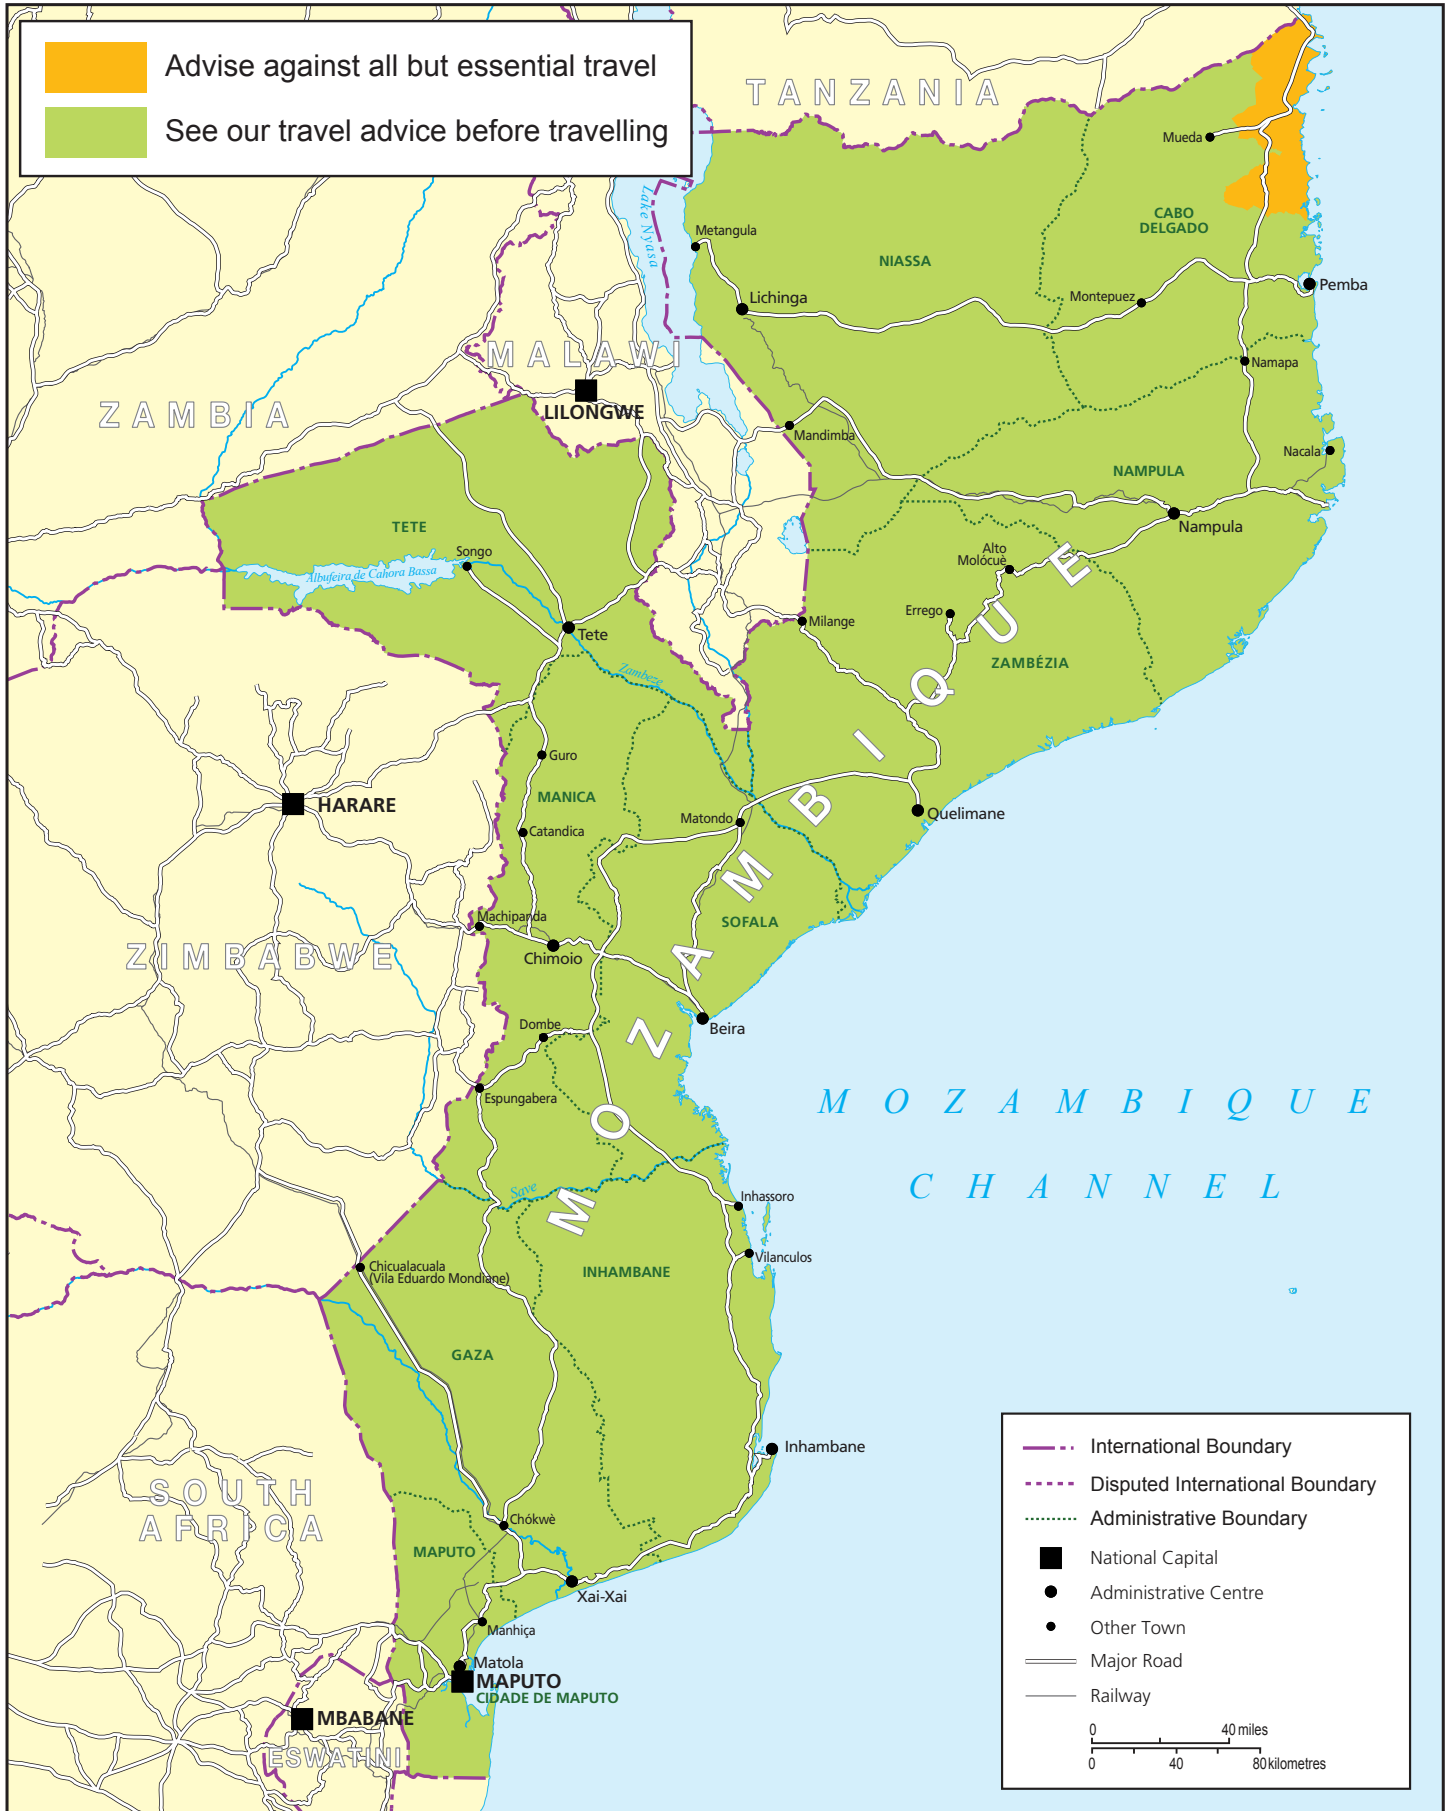 Advise against all but essential travel
See our travel advice before travelling
TANZANIA
Mueda
CABO
DELGADO
Lake Nyasa
Metangula
NIASSA
Lichinga
Montepuez
Pemba
MALAWI
Namapa
LILONGWE
ZAMBIA
Mandimba
Nacala
NAMPULA
TETE
Nampula
Songo
Alto
Molócuè
Albufeira de Cahora Bassa
Errego
Milange
Tete
ZAMBÉZIA
Zambeze
MOZAMBIQUE
Guro
MANICA
HARARE
Matondo
Quelimane
Catandica
Machipanda
SOFALA
ZIMBABWE
Chimoio
Dombe
Beira
Espungabera
MOZAMBIQUE
CHANNEL
Save
Inhassoro
Vilanculos
Chicualacuala
(Vila Eduardo Mondiane)
INHAMBANE
GAZA
Inhambane
SOUTH
AFRICA
Chókwè
MAPUTO
Xai-Xai
Manhiça
Matola
MAPUTO
CIDADE DE MAPUTO
MBABANE
ESWATINI
International Boundary
Disputed International Boundary
Administrative Boundary
National Capital
Administrative Centre
Other Town
Major Road
Railway
0 40 miles
0 40 80 kilometres